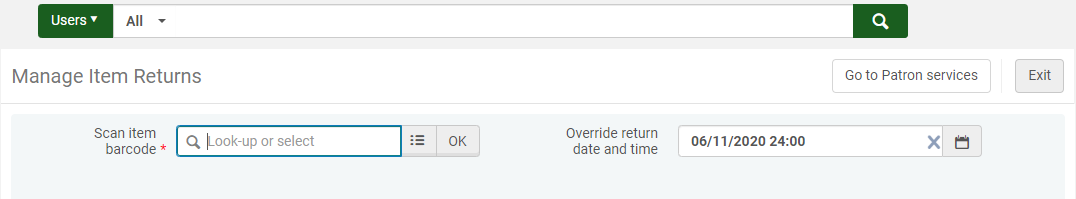 Users All
Manage Item Returns Go to Patron services Exit
Scan item barcode * Look-up or select OK Override return date and time 06/11/2020 24:00